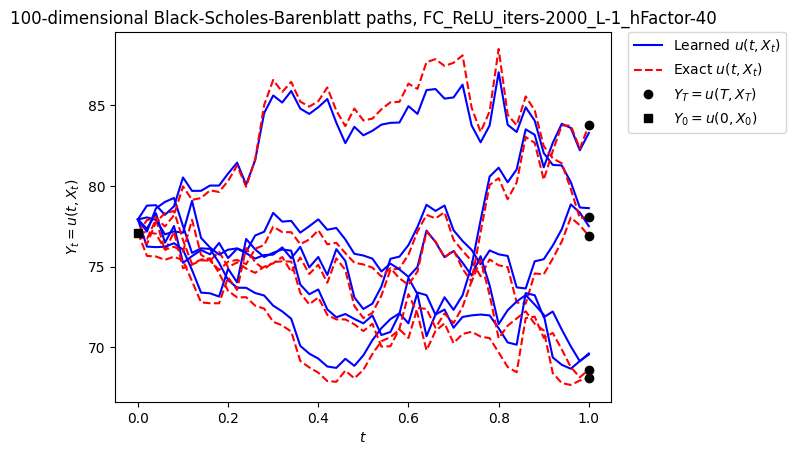 100-dimensional Black-Scholes-Barenblatt paths, FC_ReLU_iters-2000_L-1_hFactor-40
Learned u(t, X_t)
Exact u(t, X_t)
Y_T = u(T, X_T)
Y_0 = u(0, X_0)
Y_t = u(t, X_t)
85
80
75
70
0.0 0.2 0.4 0.6 0.8 1.0
t